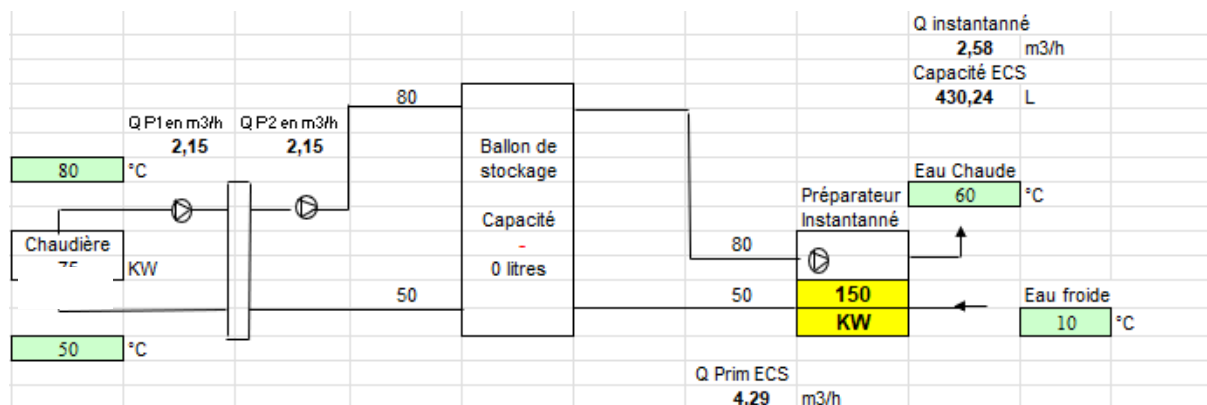 Q instantanné
2,58 m3/h
Capacité ECS
430,24 L
80
Q P1 en m3/h Q P2 en m3/h
2,15 2,15
Ballon de
stockage
80 °C
Eau Chaude
60 °C
Préparateur
Instantanné
Capacité
-
0 litres
Chaudière
KW
80
50
50
150
KW
Eau froide
10 °C
50 °C
Q Prim ECS
4,29 m3/h